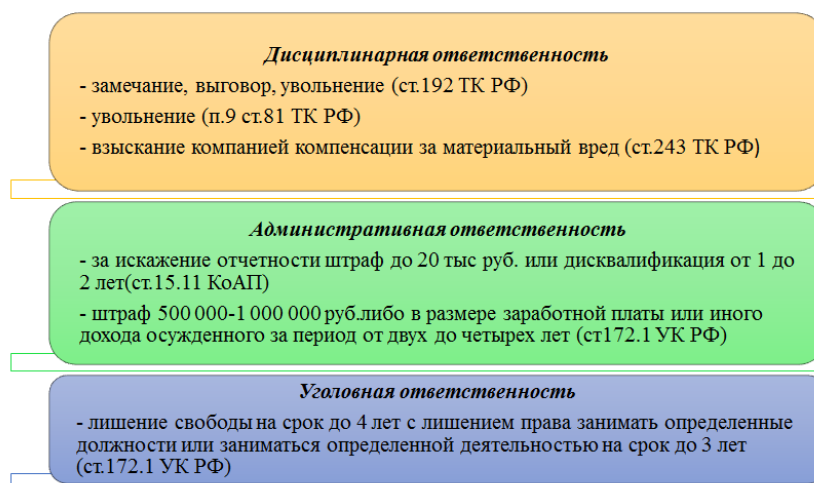 Дисциплинарная ответственность
- замечание, выговор, увольнение (ст.192 ТК РФ)
- увольнение (п.9 ст.81 ТК РФ)
- взыскание компанией компенсации за материальный вред (ст.243 ТК РФ)
Административная ответственность
- за искажение отчетности штраф до 20 тыс руб. или дисквалификация от 1 до
2 лет(ст.15.11 КоАП)
- штраф 500 000-1 000 000 руб.либо в размере заработной платы или иного
дохода осужденного за период от двух до четырех лет (ст172.1 УК РФ)
Уголовная ответственность
- лишение свободы на срок до 4 лет с лишением права занимать определенные
должности или заниматься определенной деятельностью на срок до 3 лет
(ст.172.1 УК РФ)